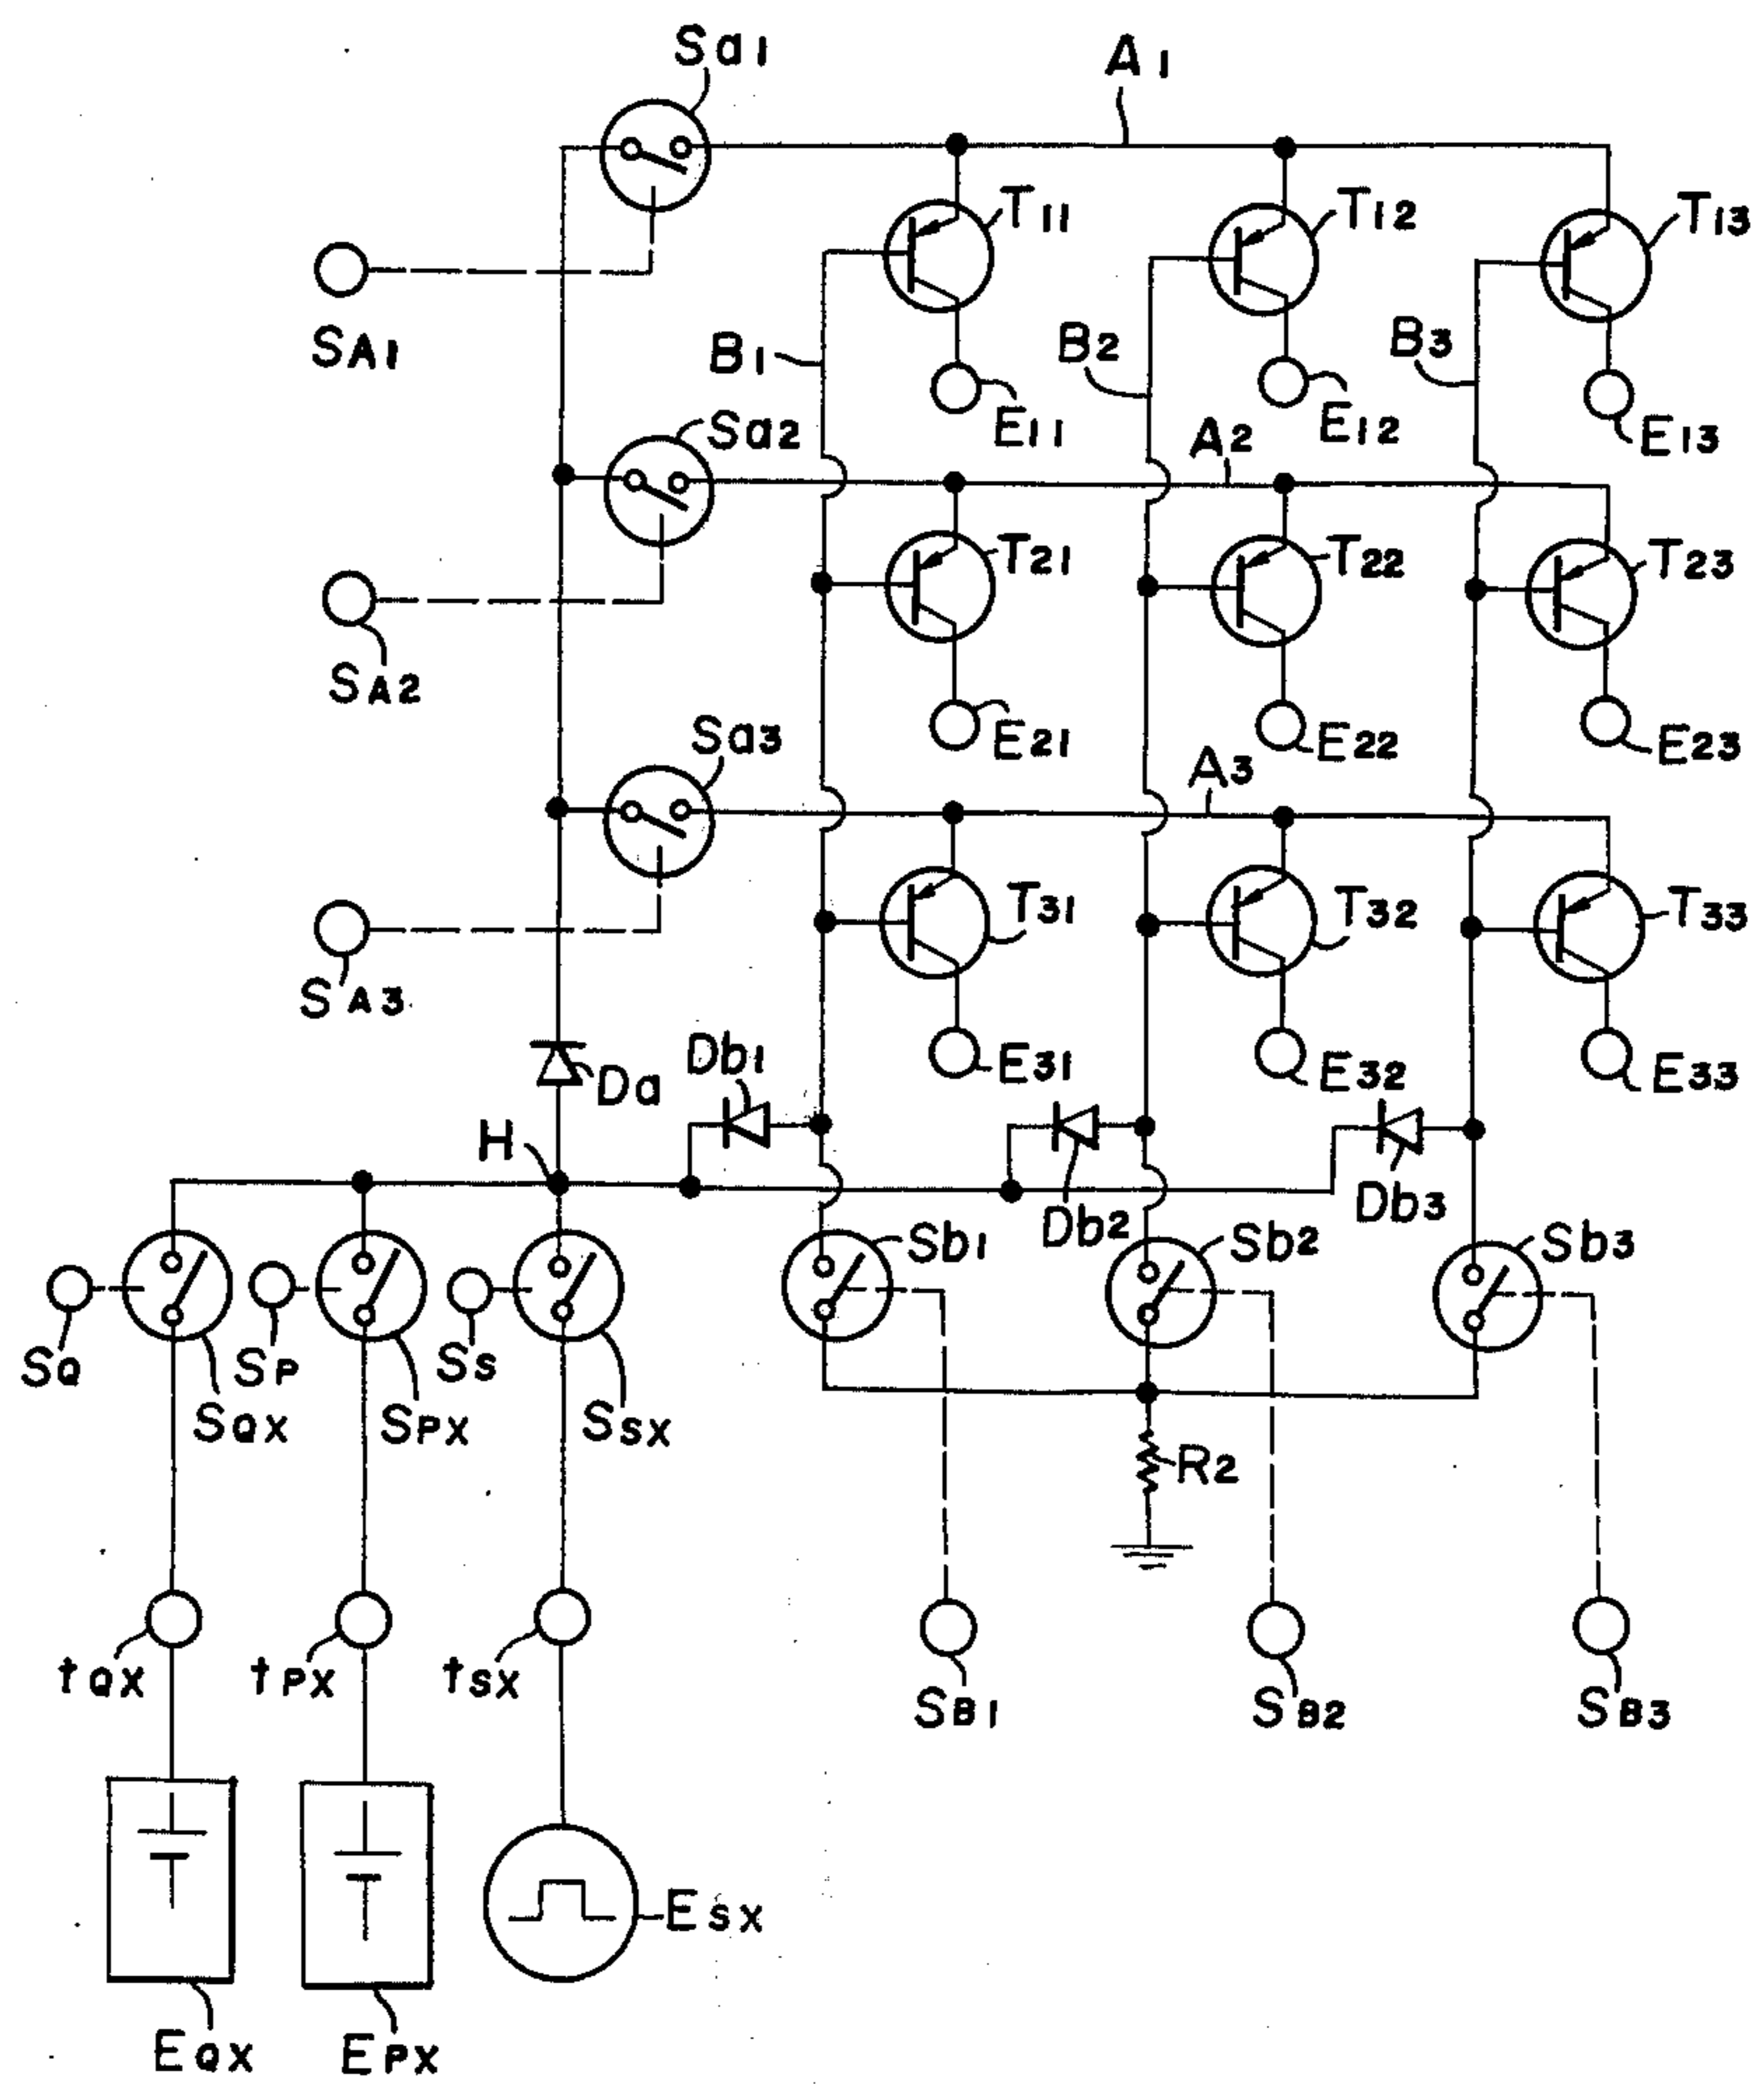 Sa1 A1
T11 T12 T13
SA1 B1 B2 B3
E11 E12 E13
Sa2 A2
T21 T22 T23
SA2
E21 E22 E23
Sa3 A3
T31 T32 T33
SA3
E31 E32 E33
Da Db1
H
Db2 Db3
Sb1 Sb2 Sb3
SQ SP SS
SQX SPX SSX
R2
tQX tPX tSX
SB1 SB2 SB3
ESX
EQX EPX